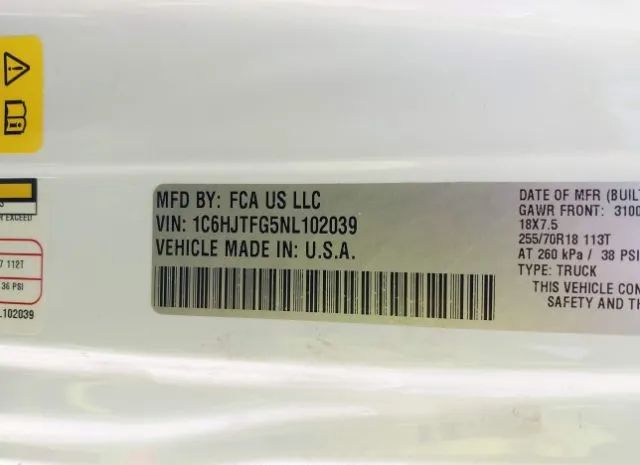 R EXCEED
7 112T
36 PSI
L102039
MFD BY: FCA US LLC
VIN: 1C6HJTFG5NL102039
VEHICLE MADE IN: U.S.A.
DATE OF MFR (BUILT
GAWR FRONT: 3100
18X7.5
255/70R18 113T
AT 260 kPa / 38 PSI
TYPE: TRUCK
THIS VEHICLE CON
SAFETY AND TH